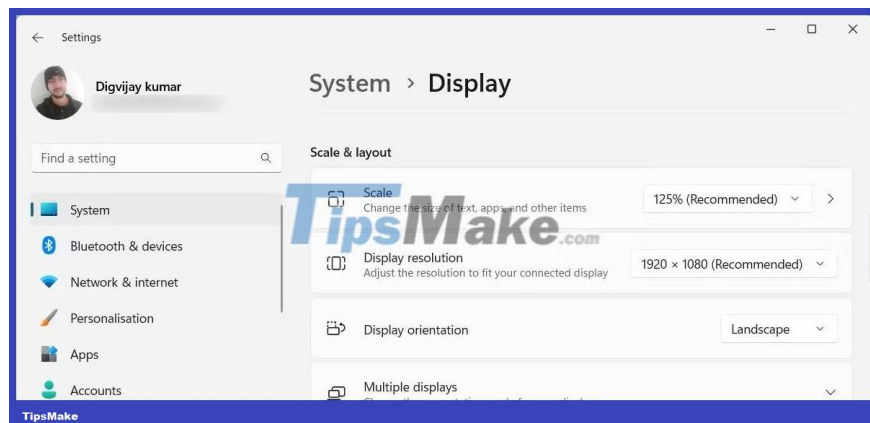 Settings
Digvijay kumar
System > Display
Find a setting
Scale & layout
System
Bluetooth & devices
Network & internet
Personalisation
Apps
Accounts
Scale
Change the size of text, apps, and other items
125% (Recommended)
TipsMake.com
Display resolution
Adjust the resolution to fit your connected display
1920 × 1080 (Recommended)
Display orientation
Landscape
Multiple displays
TipsMake